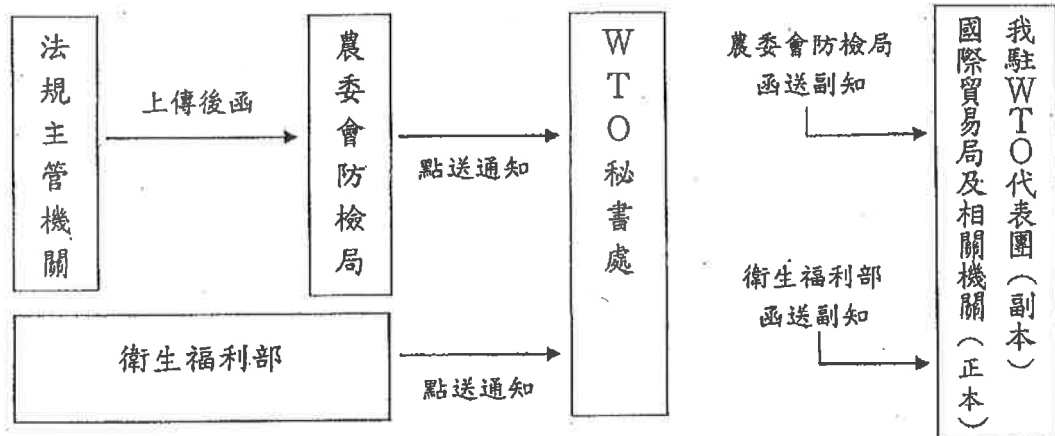 法規主管機關
上傳後函
農委會防檢局
點送通知
WTO秘書處
農委會防檢局
函送副知
我駐WTO代表團（副本）
國際貿易局及相關機關（正本）
衛生福利部
點送通知
衛生福利部
函送副知